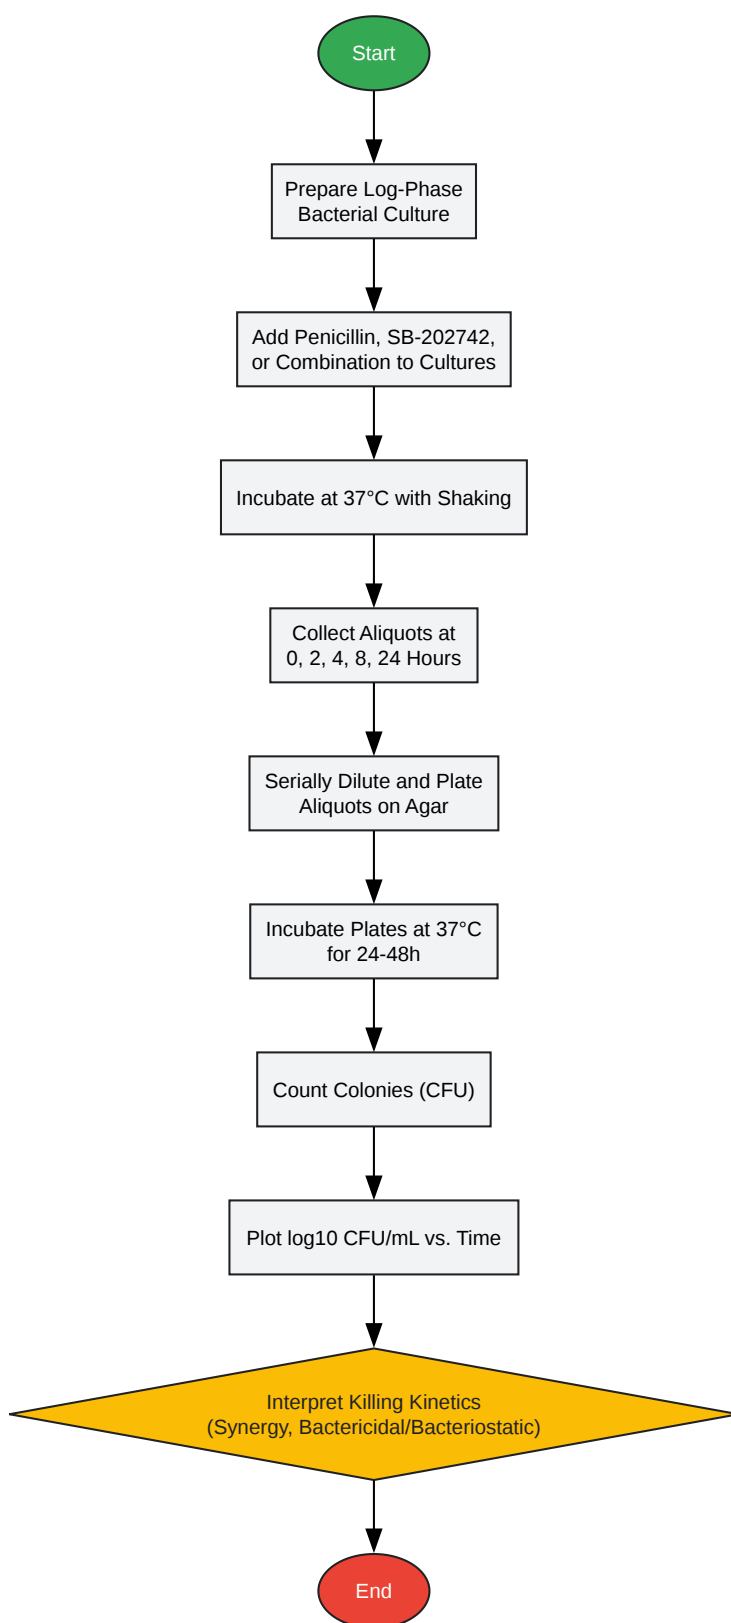 Start
Prepare Log-Phase
Bacterial Culture
Add Penicillin, SB-202742,
or Combination to Cultures
Incubate at 37°C with Shaking
Collect Aliquots at
0, 2, 4, 8, 24 Hours
Serially Dilute and Plate
Aliquots on Agar
Incubate Plates at 37°C
for 24-48h
Count Colonies (CFU)
Plot log10 CFU/mL vs. Time
Interpret Killing Kinetics
(Synergy, Bactericidal/Bacteriostatic)
End